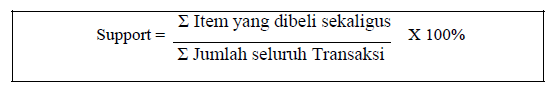 Σ Item yang dibeli sekaligus
Support = X 100%
Σ Jumlah seluruh Transaksi